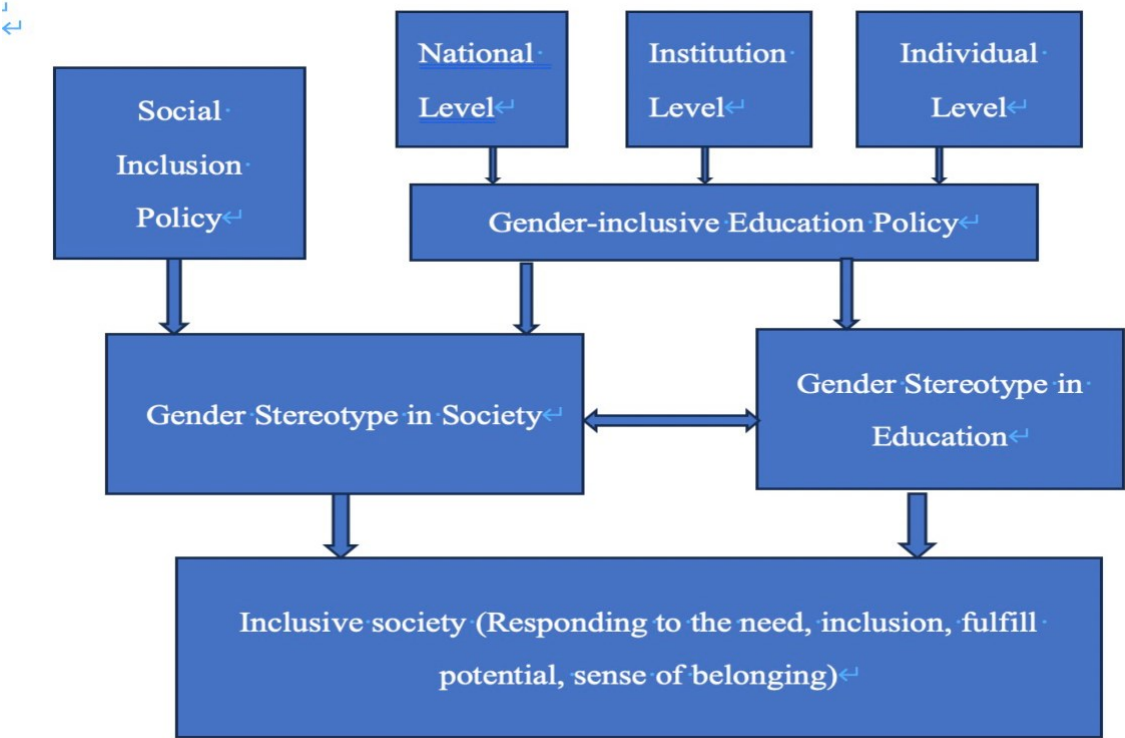 National
Level
Institution
Level
Individual
Level
Social
Inclusion
Policy
Gender-inclusive Education Policy
Gender Stereotype in Society
Gender Stereotype in
Education
Inclusive society (Responding to the need, inclusion, fulfill
potential, sense of belonging)